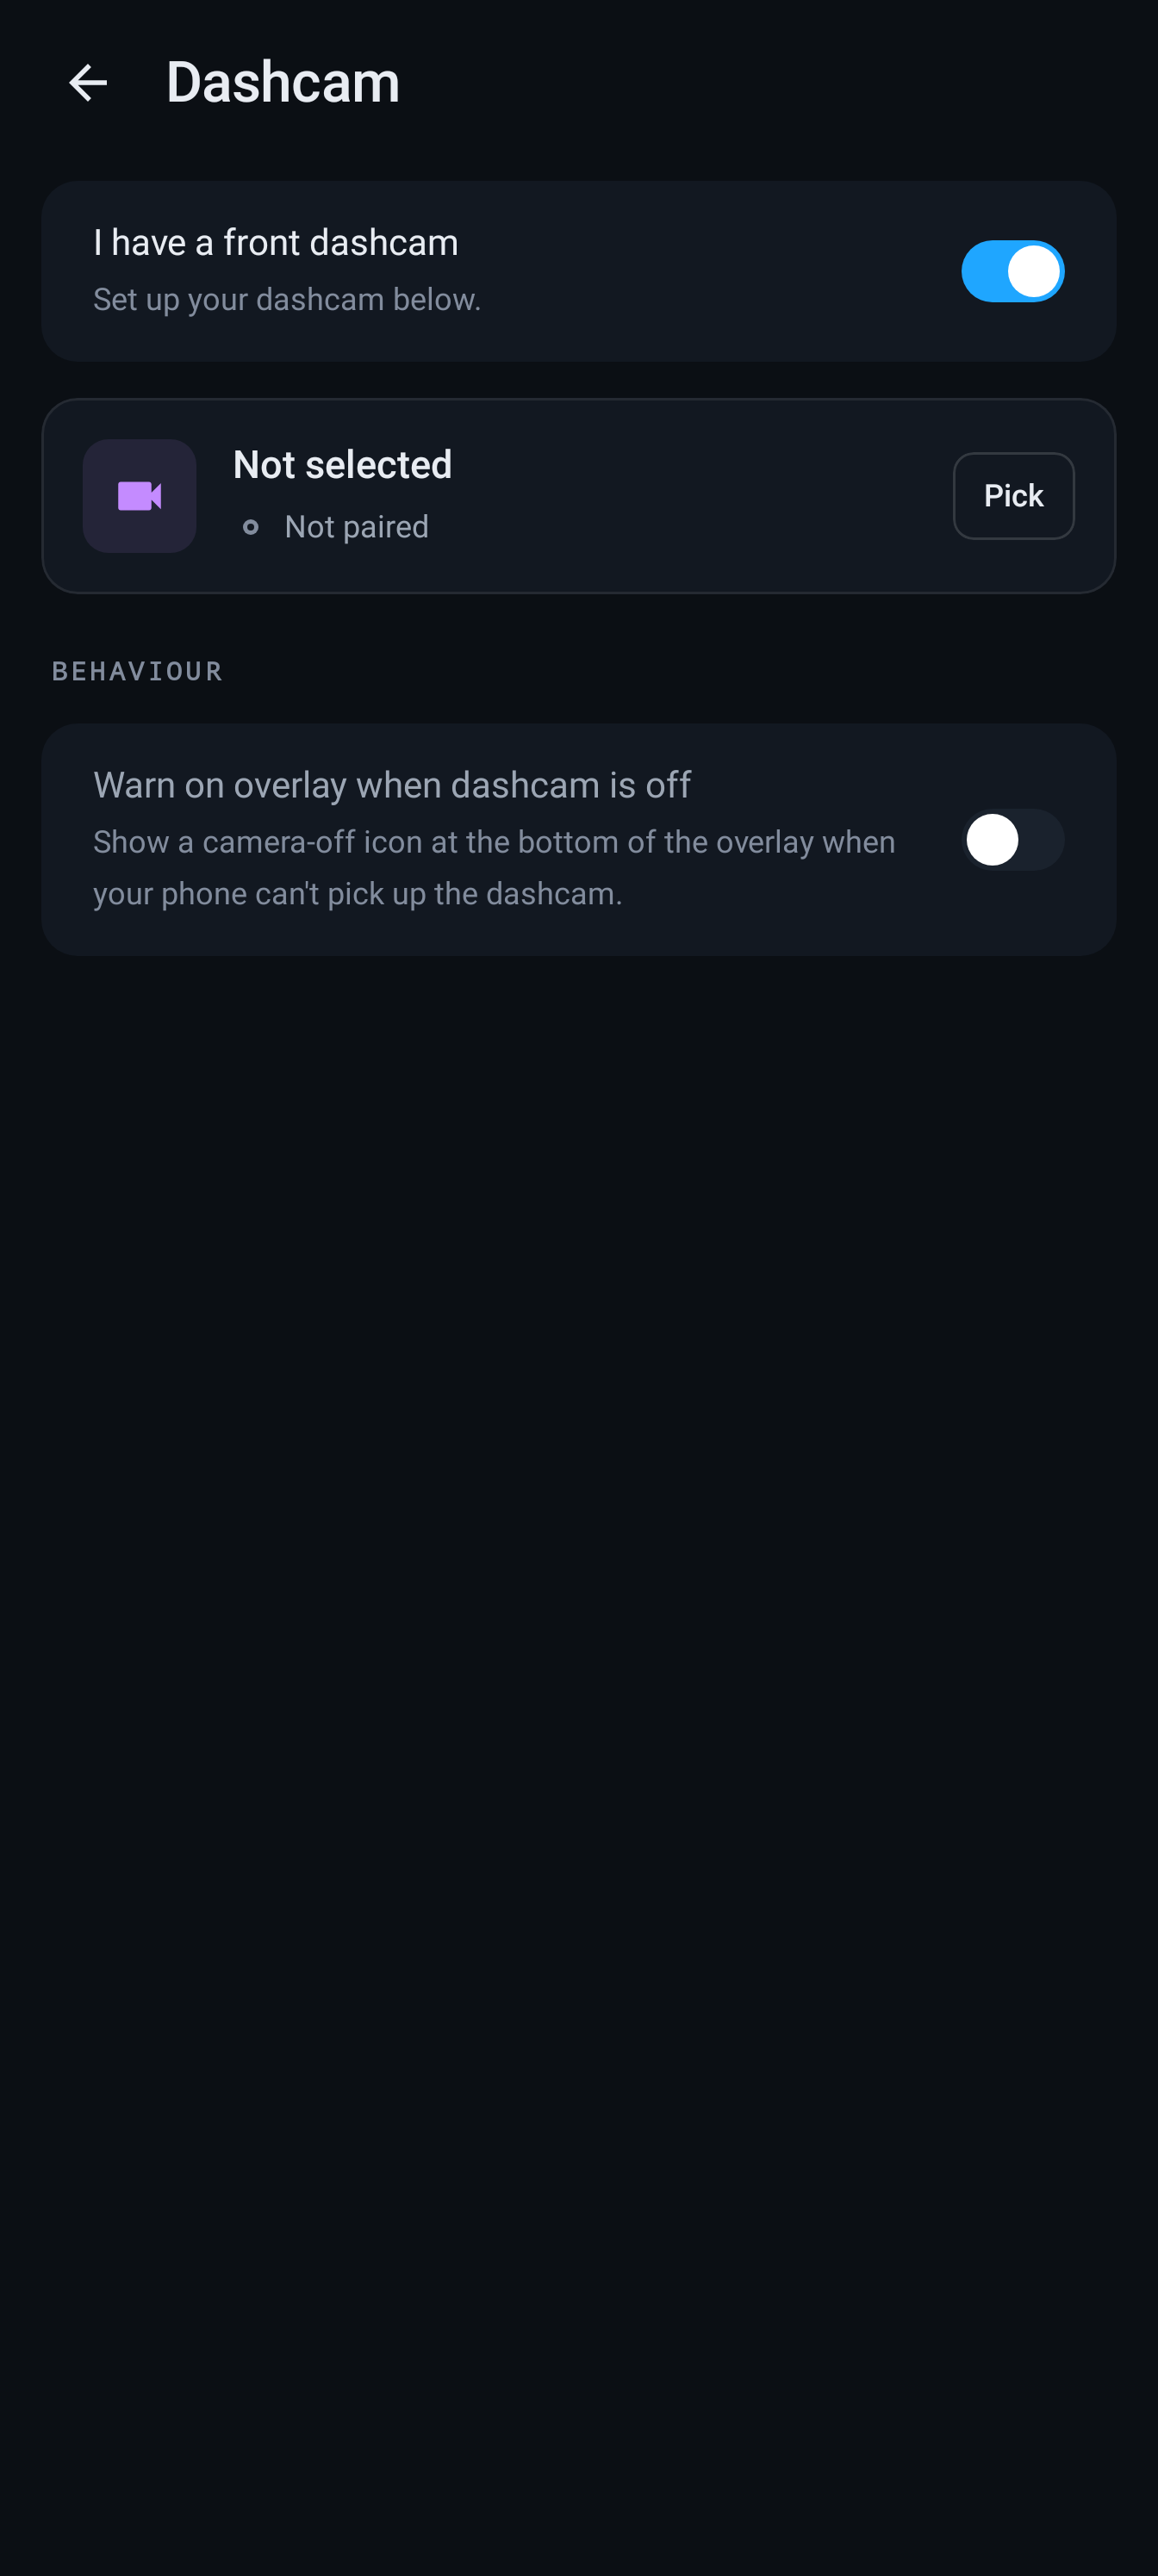 Dashcam
I have a front dashcam
Set up your dashcam below.
Not selected
Not paired
Pick
BEHAVIOUR
Warn on overlay when dashcam is off
Show a camera-off icon at the bottom of the overlay when
your phone can't pick up the dashcam.